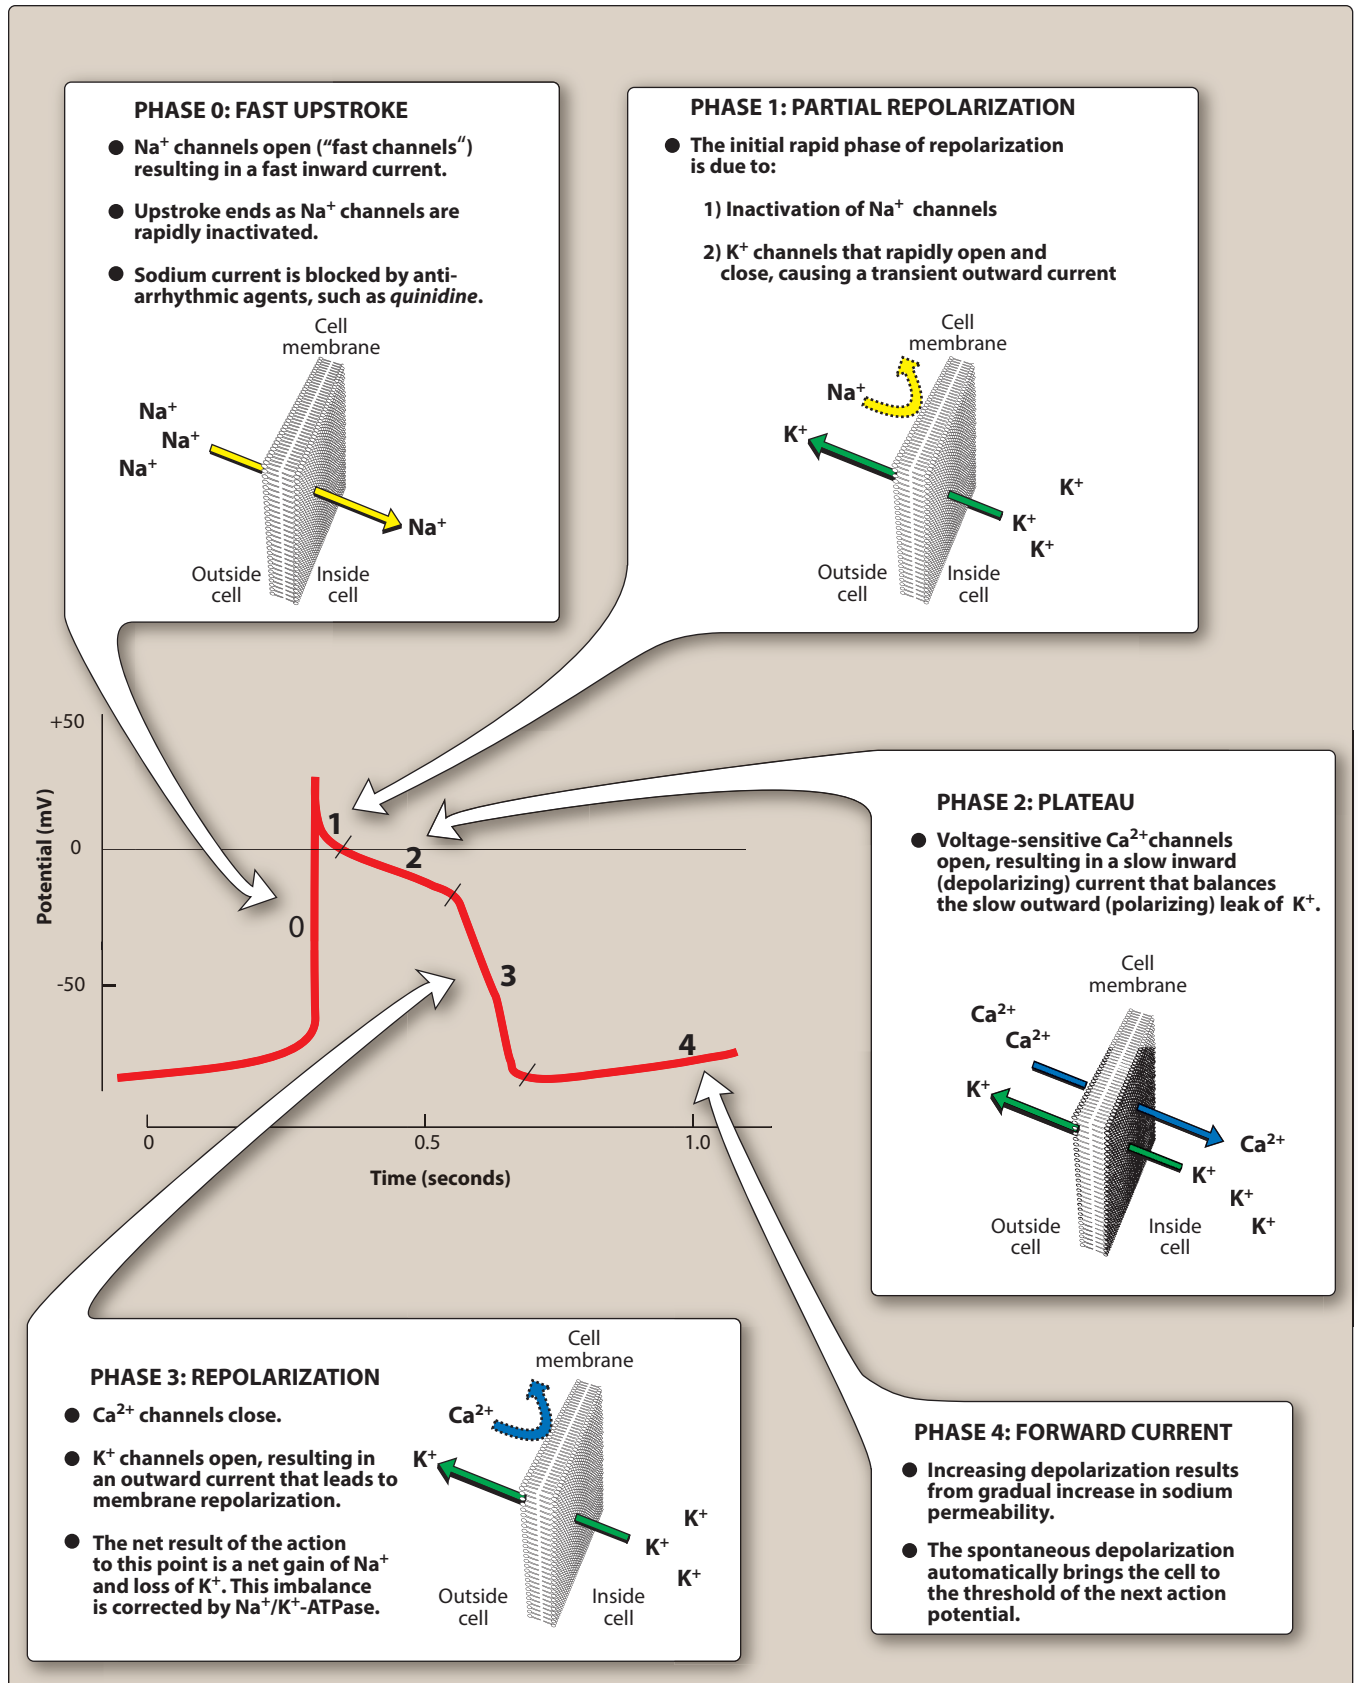 PHASE 0: FAST UPSTROKE
● Na⁺ channels open (“fast channels”)
resulting in a fast inward current.
● Upstroke ends as Na⁺ channels are
rapidly inactivated.
● Sodium current is blocked by anti-
arrhythmic agents, such as quinidine.
Cell
membrane
Na⁺
Na⁺
Na⁺
Na⁺
Outside
cell
Inside
cell
PHASE 1: PARTIAL REPOLARIZATION
● The initial rapid phase of repolarization
is due to:
1) Inactivation of Na⁺ channels
2) K⁺ channels that rapidly open and
close, causing a transient outward current
Cell
membrane
Na⁺
K⁺
K⁺
K⁺
K⁺
Outside
cell
Inside
cell
+50
0
-50
Potential (mV)
0
1
2
3
4
0
0.5
1.0
Time (seconds)
PHASE 2: PLATEAU
● Voltage-sensitive Ca²⁺channels
open, resulting in a slow inward
(depolarizing) current that balances
the slow outward (polarizing) leak of K⁺.
Cell
membrane
Ca²⁺
Ca²⁺
K⁺
Ca²⁺
K⁺
K⁺
K⁺
Outside
cell
Inside
cell
PHASE 3: REPOLARIZATION
● Ca²⁺ channels close.
● K⁺ channels open, resulting in
an outward current that leads to
membrane repolarization.
● The net result of the action
to this point is a net gain of Na⁺
and loss of K⁺. This imbalance
is corrected by Na⁺/K⁺-ATPase.
Cell
membrane
Ca²⁺
K⁺
K⁺
K⁺
K⁺
Outside
cell
Inside
cell
PHASE 4: FORWARD CURRENT
● Increasing depolarization results
from gradual increase in sodium
permeability.
● The spontaneous depolarization
automatically brings the cell to
the threshold of the next action
potential.